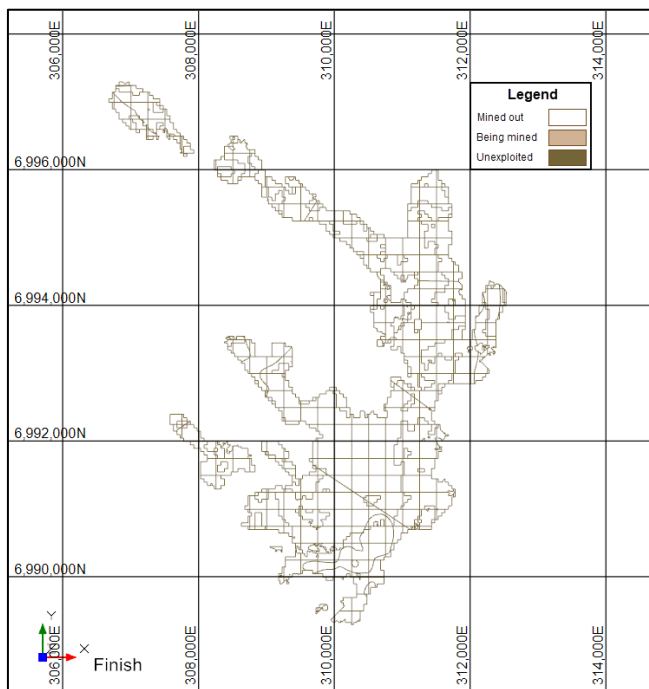 306,000E
308,000E
310,000E
312,000E
314,000E
Legend
Mined out
Being mined
Unexploited
6,996,000N
6,994,000N
6,992,000N
6,990,000N
Y
X
Finish
306,000E
308,000E
310,000E
312,000E
314,000E